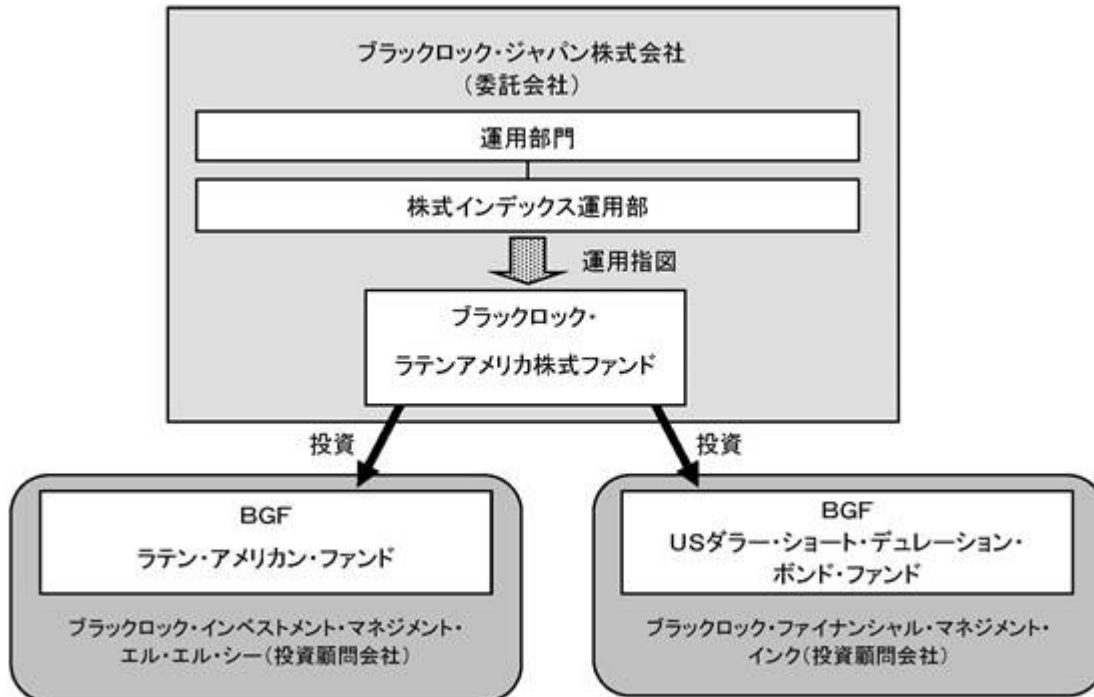 ブラックロック・ジャパン株式会社
（委託会社）
運用部門
株式インデックス運用部
運用指図
ブラックロック・
ラテンアメリカ株式ファンド
投資
投資
BGF
ラテン・アメリカン・ファンド
ブラックロック・インベストメント・マネジメント・
エル・エル・シー（投資顧問会社）
BGF
USダラー・ショート・デュレーション・
ボンド・ファンド
ブラックロック・ファイナンシャル・マネジメント・
インク（投資顧問会社）